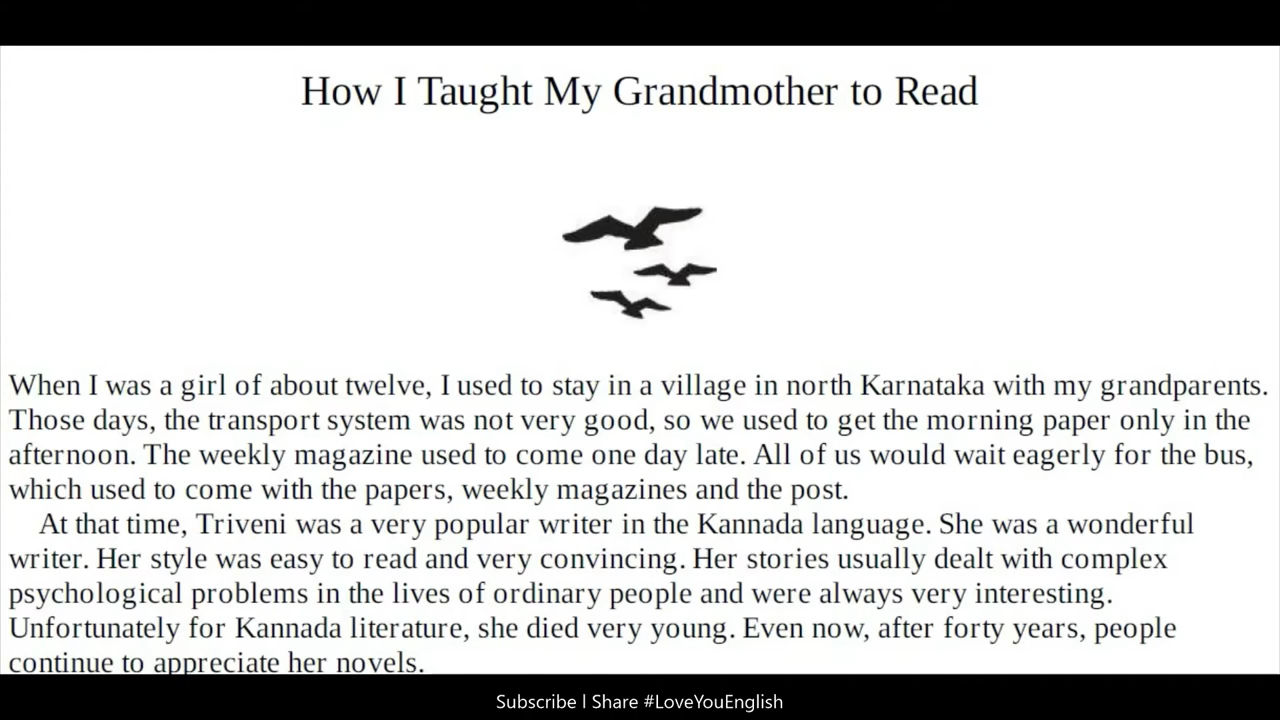 How I Taught My Grandmother to Read
When I was a girl of about twelve, I used to stay in a village in north Karnataka with my grandparents.
Those days, the transport system was not very good, so we used to get the morning paper only in the
afternoon. The weekly magazine used to come one day late. All of us would wait eagerly for the bus,
which used to come with the papers, weekly magazines and the post.
At that time, Triveni was a very popular writer in the Kannada language. She was a wonderful
writer. Her style was easy to read and very convincing. Her stories usually dealt with complex
psychological problems in the lives of ordinary people and were always very interesting.
Unfortunately for Kannada literature, she died very young. Even now, after forty years, people
continue to appreciate her novels.
Subscribe | Share #LoveYouEnglish